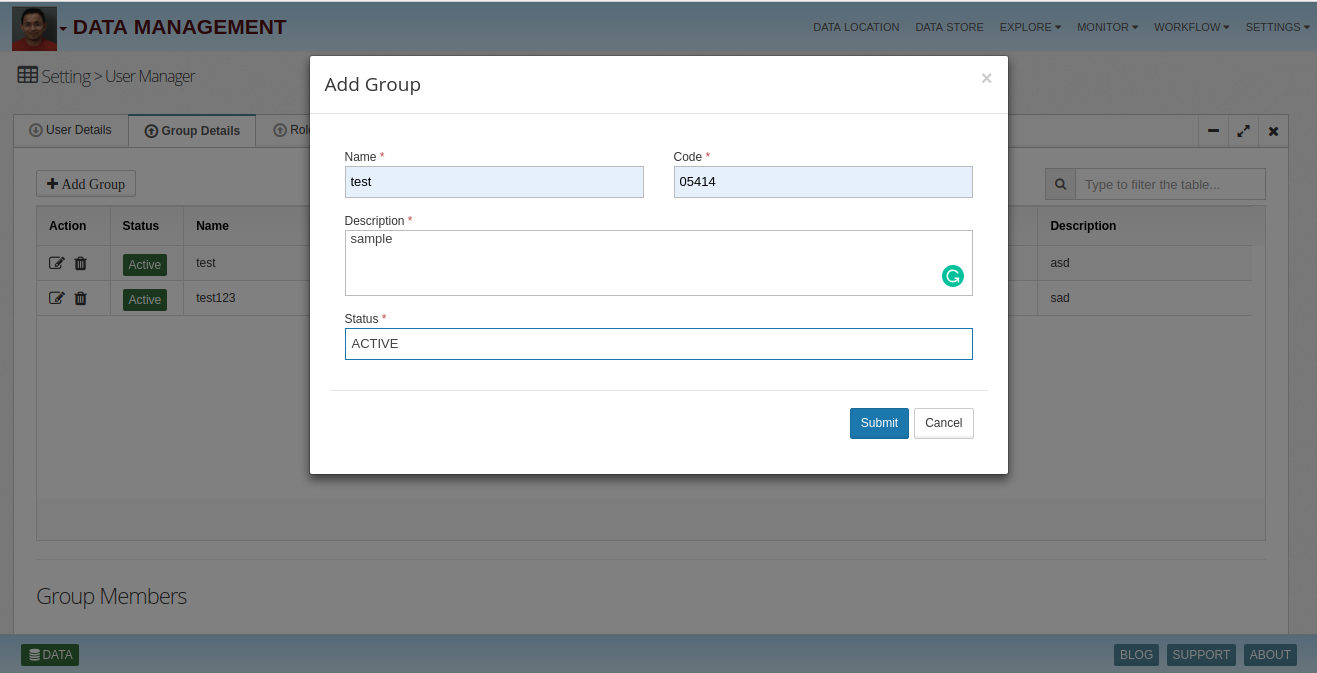 DATA MANAGEMENT
DATA LOCATION DATA STORE EXPLORE MONITOR WORKFLOW SETTINGS
Setting > User Manager
User Details Group Details
Add Group
Type to filter the table...
Action Status Name Description
Active test asd
Active test123 sad
Add Group ×
Name * Code *
test 05414
Description *
sample
Status *
ACTIVE
Submit Cancel
Group Members
DATA BLOG SUPPORT ABOUT